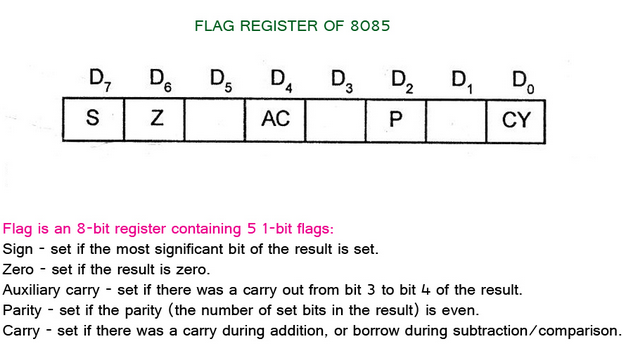 FLAG REGISTER OF 8085
D7 D6 D5 D4 D3 D2 D1 D0
S Z AC P CY
Flag is an 8-bit register containing 5 1-bit flags:
Sign - set if the most significant bit of the result is set.
Zero - set if the result is zero.
Auxiliary carry - set if there was a carry out from bit 3 to bit 4 of the result.
Parity - set if the parity (the number of set bits in the result) is even.
Carry - set if there was a carry during addition, or borrow during subtraction/comparison.